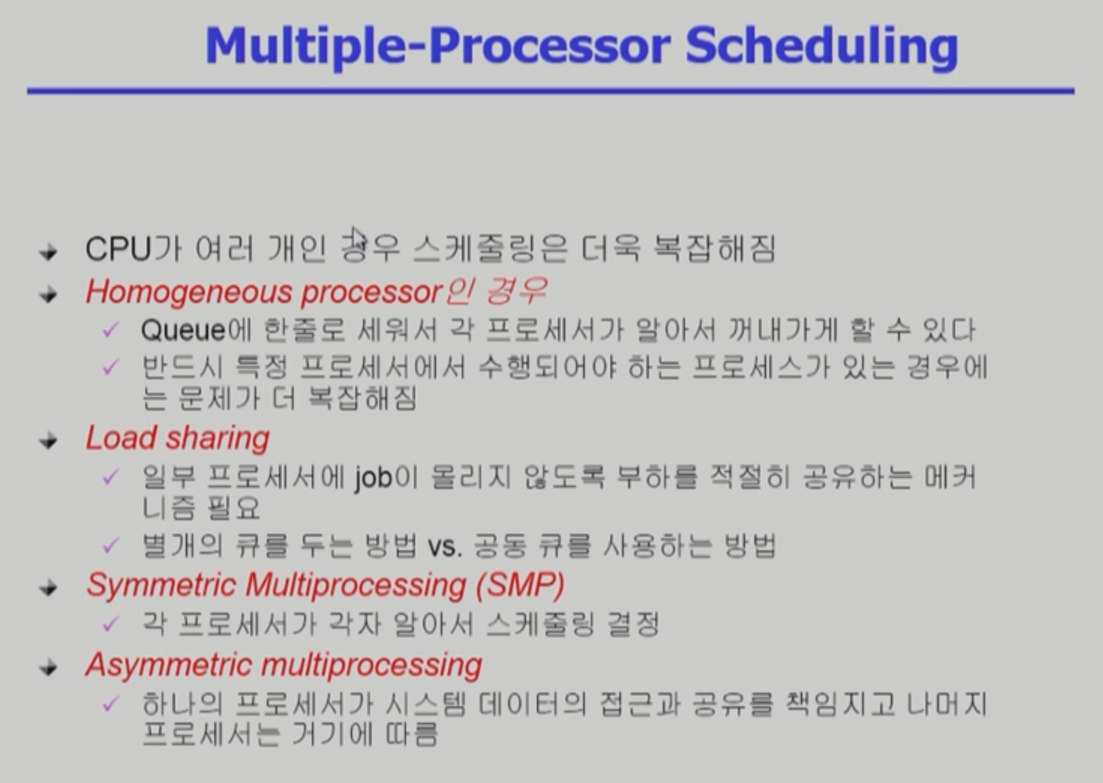 Multiple-Processor Scheduling
CPU가 여러 개인 경우 스케줄링은 더욱 복잡해짐
Homogeneous processor인 경우
Queue에 한줄로 세워서 각 프로세서가 알아서 꺼내가게 할 수 있다
반드시 특정 프로세서에서 수행되어야 하는 프로세스가 있는 경우에
는 문제가 더 복잡해짐
Load sharing
일부 프로세서에 job이 몰리지 않도록 부하를 적절히 공유하는 메커
니즘 필요
별개의 큐를 두는 방법 vs. 공동 큐를 사용하는 방법
Symmetric Multiprocessing (SMP)
각 프로세서가 각자 알아서 스케줄링 결정
Asymmetric multiprocessing
하나의 프로세서가 시스템 데이터의 접근과 공유를 책임지고 나머지
프로세서는 거기에 따름